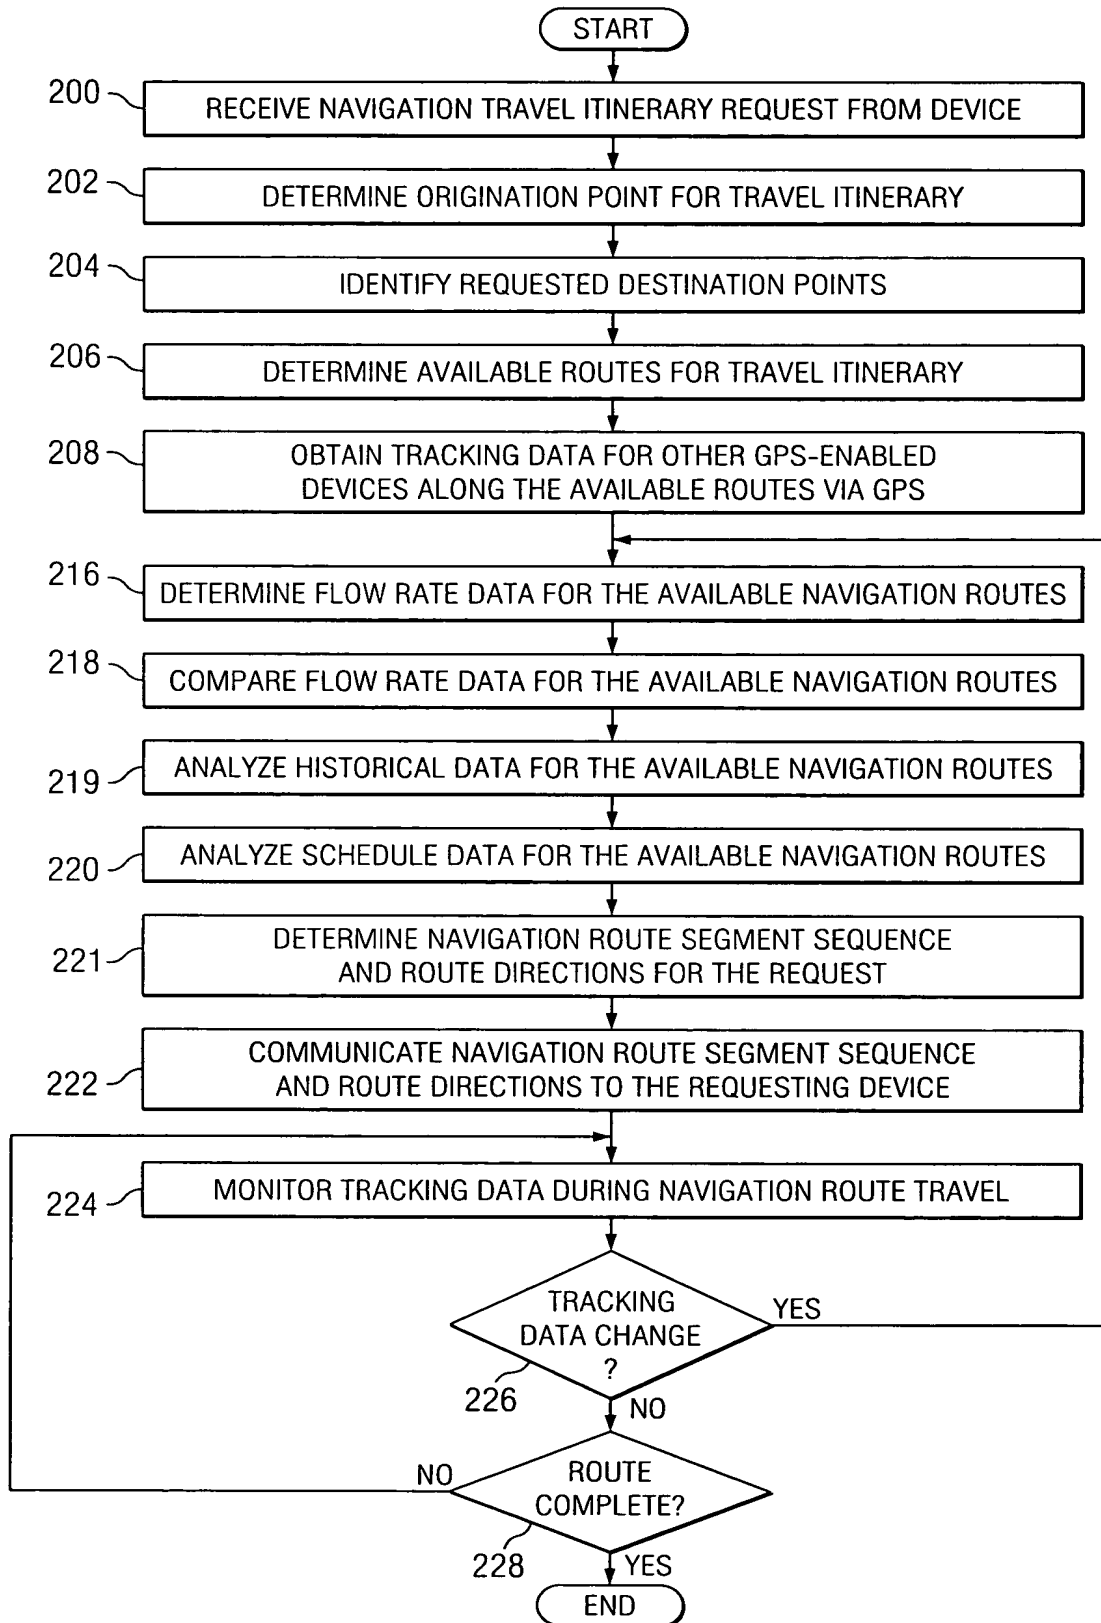 START
200
RECEIVE NAVIGATION TRAVEL ITINERARY REQUEST FROM DEVICE
202
DETERMINE ORIGINATION POINT FOR TRAVEL ITINERARY
204
IDENTIFY REQUESTED DESTINATION POINTS
206
DETERMINE AVAILABLE ROUTES FOR TRAVEL ITINERARY
208
OBTAIN TRACKING DATA FOR OTHER GPS-ENABLED
DEVICES ALONG THE AVAILABLE ROUTES VIA GPS
216
DETERMINE FLOW RATE DATA FOR THE AVAILABLE NAVIGATION ROUTES
218
COMPARE FLOW RATE DATA FOR THE AVAILABLE NAVIGATION ROUTES
219
ANALYZE HISTORICAL DATA FOR THE AVAILABLE NAVIGATION ROUTES
220
ANALYZE SCHEDULE DATA FOR THE AVAILABLE NAVIGATION ROUTES
221
DETERMINE NAVIGATION ROUTE SEGMENT SEQUENCE
AND ROUTE DIRECTIONS FOR THE REQUEST
222
COMMUNICATE NAVIGATION ROUTE SEGMENT SEQUENCE
AND ROUTE DIRECTIONS TO THE REQUESTING DEVICE
224
MONITOR TRACKING DATA DURING NAVIGATION ROUTE TRAVEL
TRACKING
DATA CHANGE
?
YES
226
NO
ROUTE
COMPLETE?
NO
228
YES
END